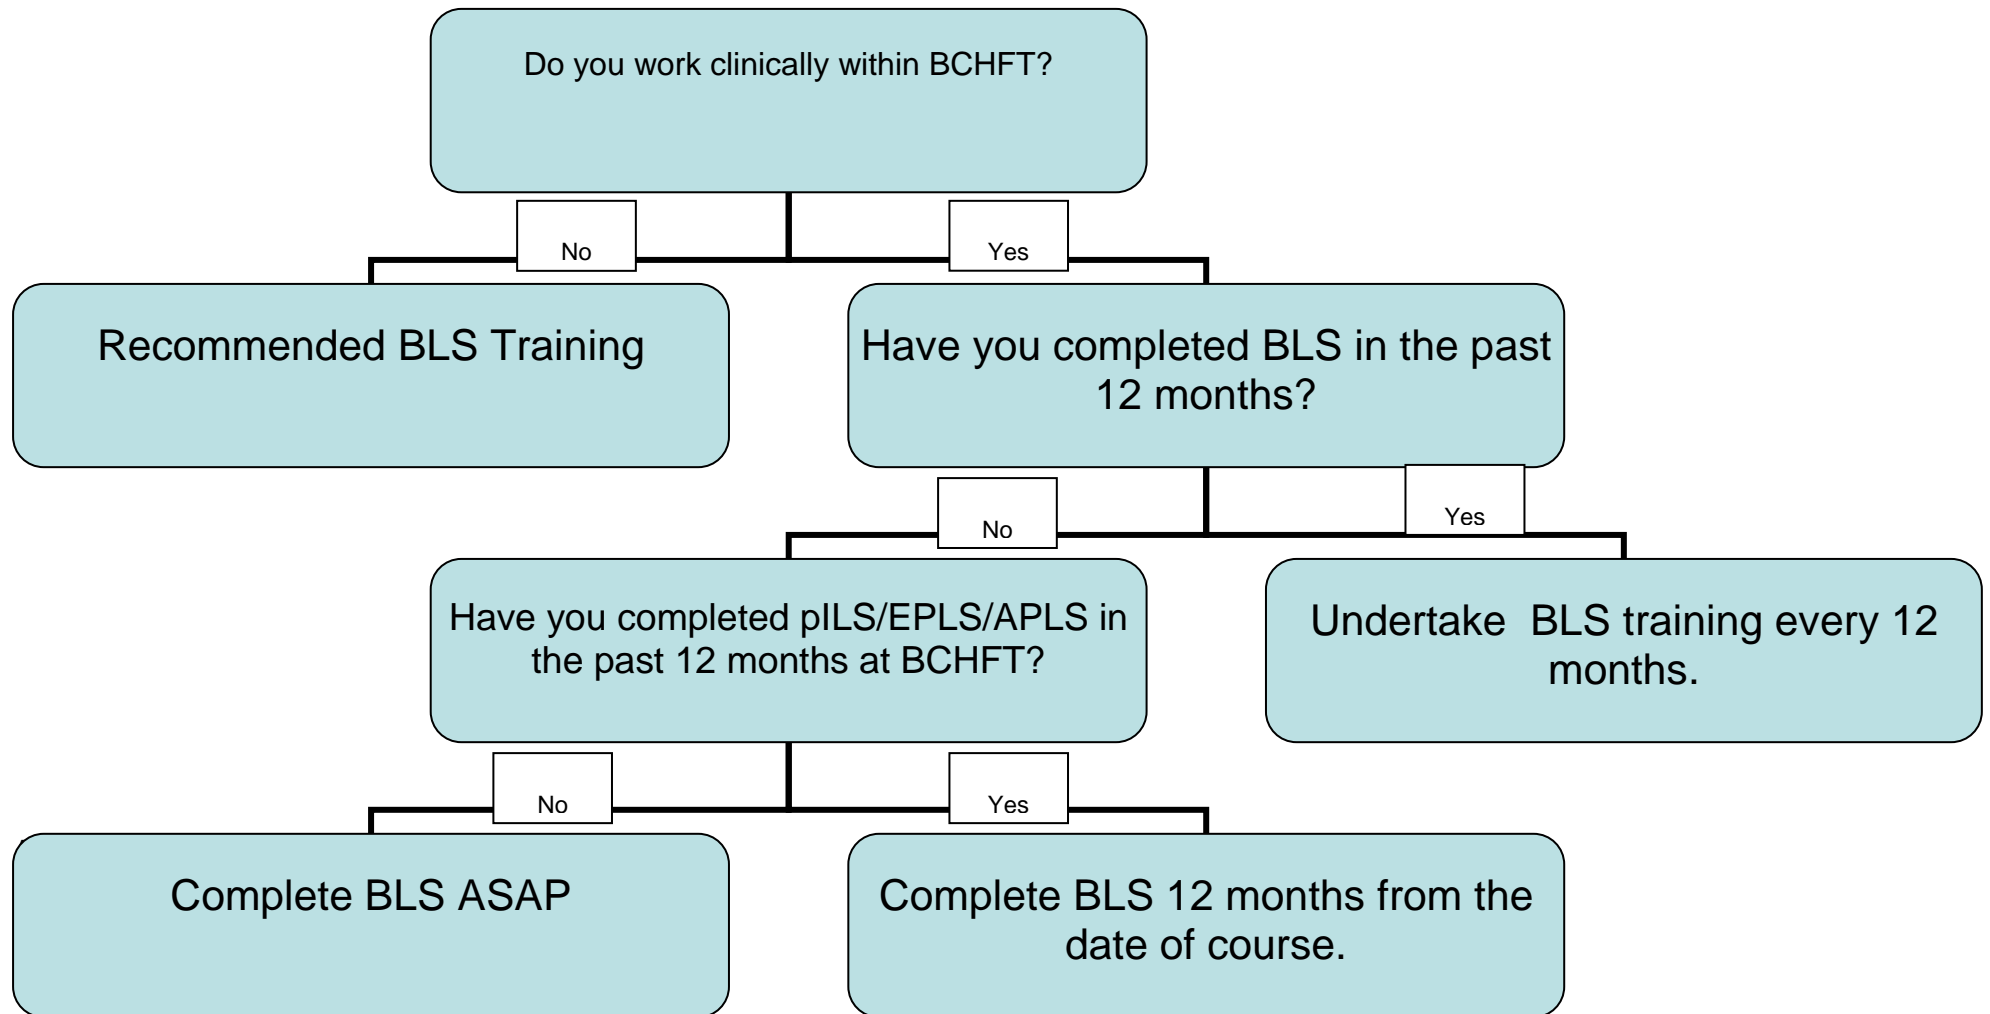 Do you work clinically within BCHFT?
No
Yes
Recommended BLS Training
Have you completed BLS in the past
12 months?
No
Yes
Have you completed pILS/EPLS/APLS in
the past 12 months at BCHFT?
Undertake  BLS training every 12
months.
No
Yes
Complete BLS ASAP
Complete BLS 12 months from the
date of course.